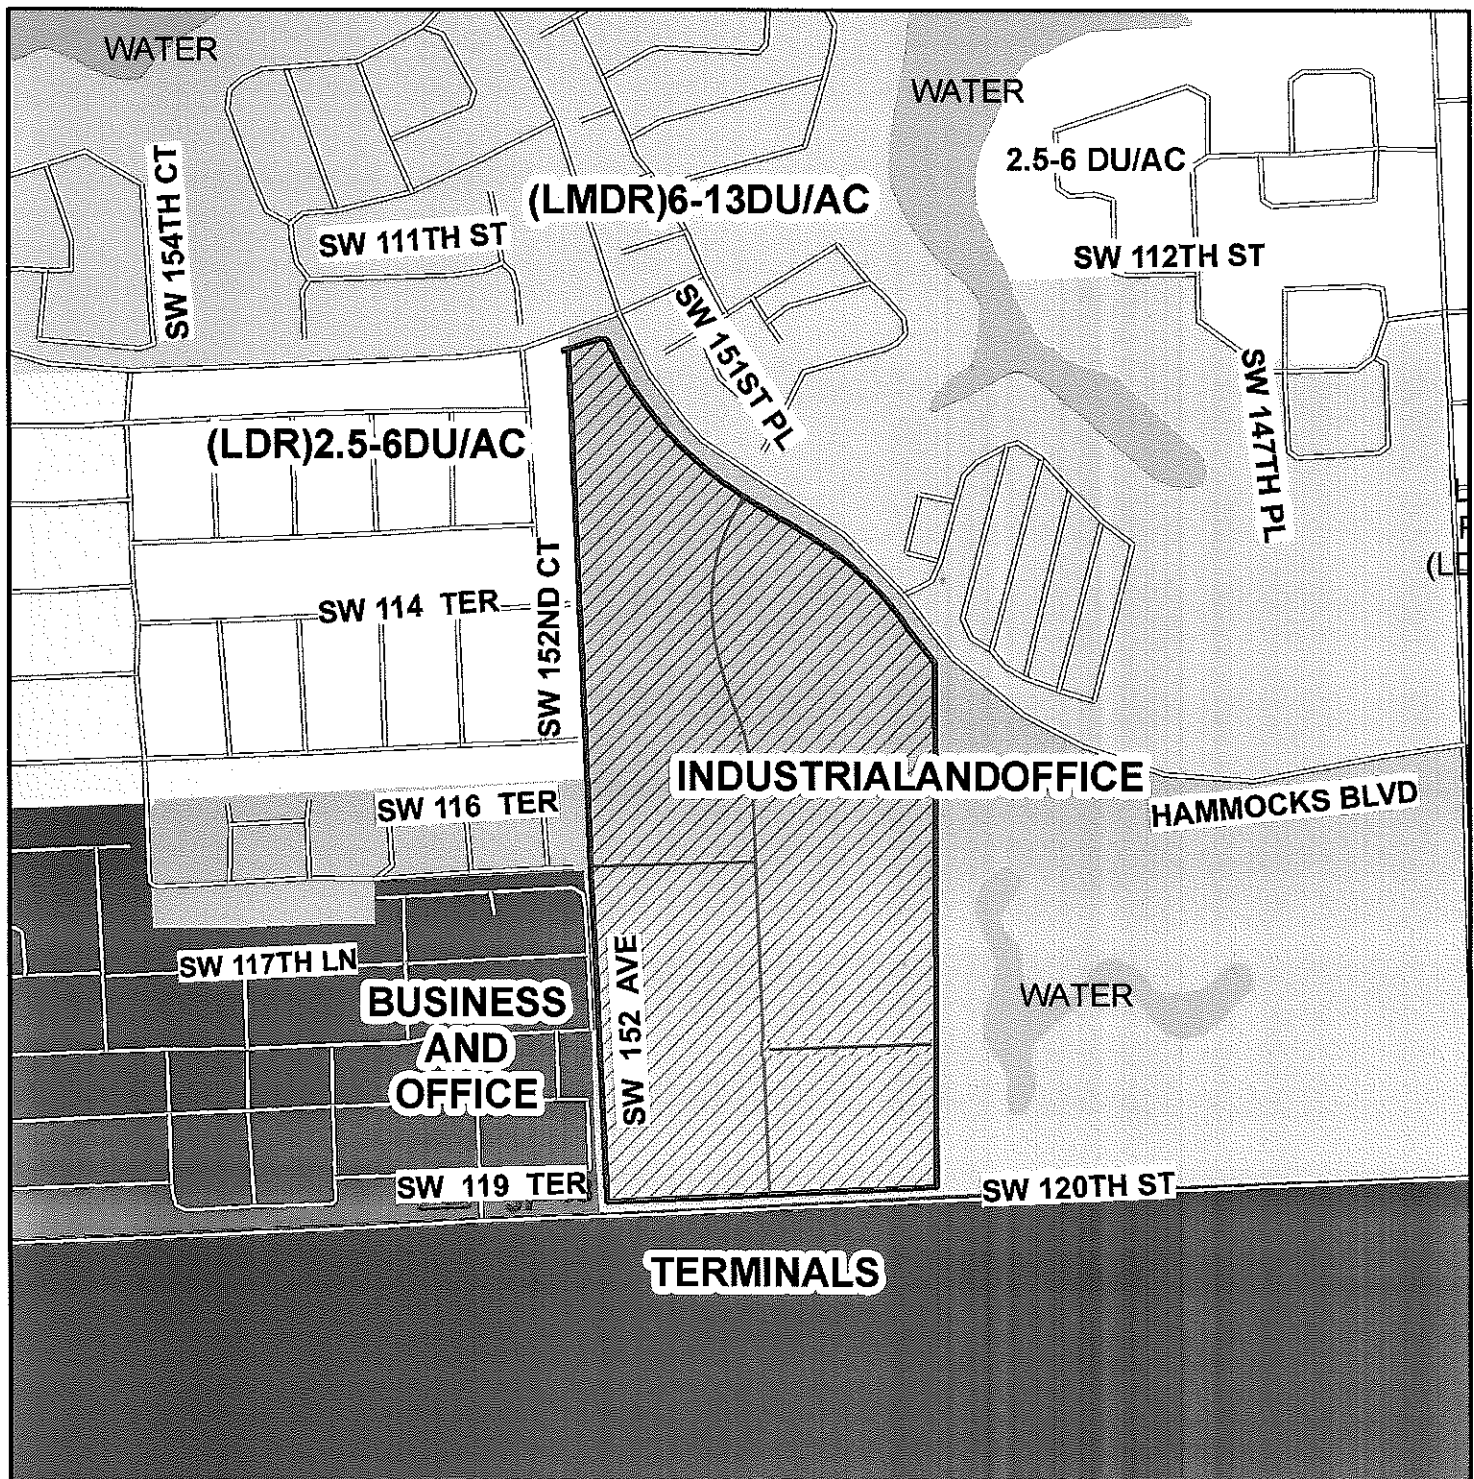 WATER
WATER
2.5-6 DU/AC
SW 154TH CT
(LMDR)6-13DU/AC
SW 111TH ST
SW 112TH ST
SW 151ST PL
SW 147TH PL
(LDR)2.5-6DU/AC
SW 152ND CT
SW 114 TER
INDUSTRIALANDOFFICE
SW 116 TER
HAMMOCKS BLVD
SW 117TH LN
SW 152 AVE
WATER
BUSINESS
AND
OFFICE
SW 119 TER
SW 120TH ST
TERMINALS